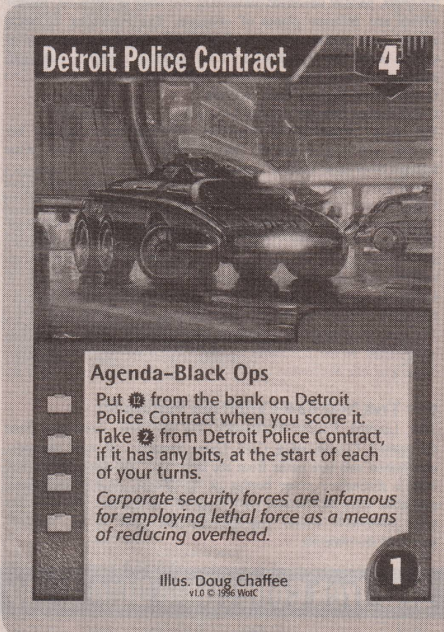 Detroit Police Contract
4
Agenda-Black Ops
Put 12 from the bank on Detroit
Police Contract when you score it.
Take 2 from Detroit Police Contract,
if it has any bits, at the start of each
of your turns.
Corporate security forces are infamous
for employing lethal force as a means
of reducing overhead.
1
Illus. Doug Chaffee
v1.0 © 1996 WotC